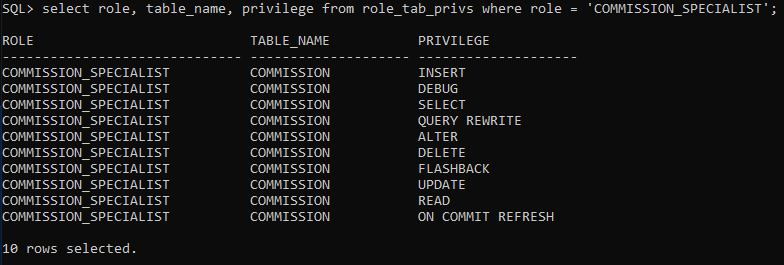 SQL> select role, table_name, privilege from role_tab_privs where role = 'COMMISSION_SPECIALIST';
ROLE TABLE_NAME PRIVILEGE
------------------------------ -------------------- --------------------
COMMISSION_SPECIALIST COMMISSION INSERT
COMMISSION_SPECIALIST COMMISSION DEBUG
COMMISSION_SPECIALIST COMMISSION SELECT
COMMISSION_SPECIALIST COMMISSION QUERY REWRITE
COMMISSION_SPECIALIST COMMISSION ALTER
COMMISSION_SPECIALIST COMMISSION DELETE
COMMISSION_SPECIALIST COMMISSION FLASHBACK
COMMISSION_SPECIALIST COMMISSION UPDATE
COMMISSION_SPECIALIST COMMISSION READ
COMMISSION_SPECIALIST COMMISSION ON COMMIT REFRESH
10 rows selected.